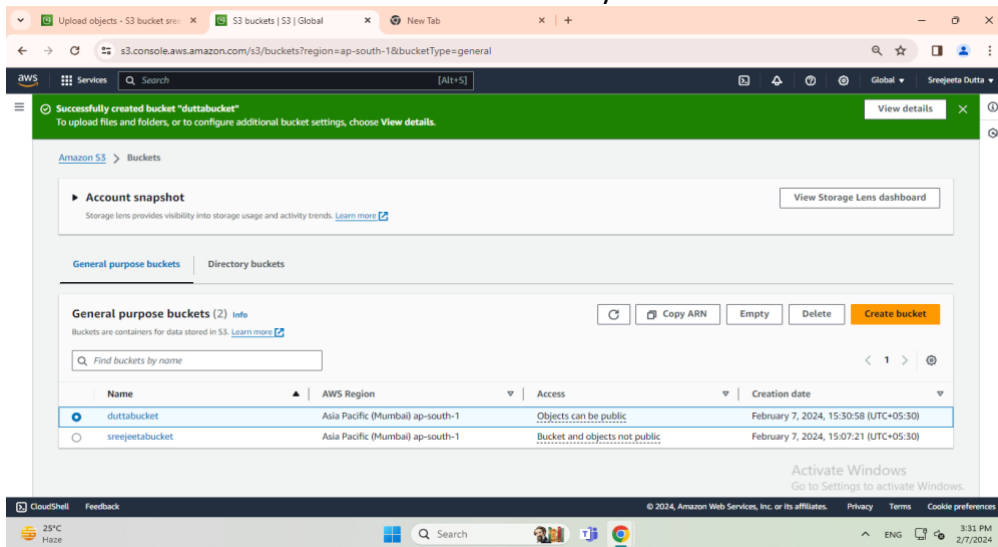 Upload objects - S3 bucket sree
S3 buckets | S3 | Global
New Tab
s3.console.aws.amazon.com/s3/buckets?region=ap-south-1&bucketType=general
aws
Services
Search
[Alt+S]
Global
Sreejeeta Dutta
Successfully created bucket "duttabucket"
View details
To upload files and folders, or to configure additional bucket settings, choose View details.
Amazon S3 > Buckets
Account snapshot
View Storage Lens dashboard
Storage lens provides visibility into storage usage and activity trends. Learn more
General purpose buckets
Directory buckets
General purpose buckets (2) Info
Buckets are containers for data stored in S3. Learn more
Copy ARN
Empty
Delete
Create bucket
Find buckets by name
< 1 >
Name
AWS Region
Access
Creation date
duttabucket
Asia Pacific (Mumbai) ap-south-1
Objects can be public
February 7, 2024, 15:30:58 (UTC+05:30)
sreejeetabucket
Asia Pacific (Mumbai) ap-south-1
Bucket and objects not public
February 7, 2024, 15:07:21 (UTC+05:30)
Activate Windows
Go to Settings to activate Windows.
CloudShell
Feedback
© 2024, Amazon Web Services, Inc. or its affiliates.
Privacy
Terms
Cookie preferences
25°C
Haze
Search
ENG
3:31 PM
2/7/2024